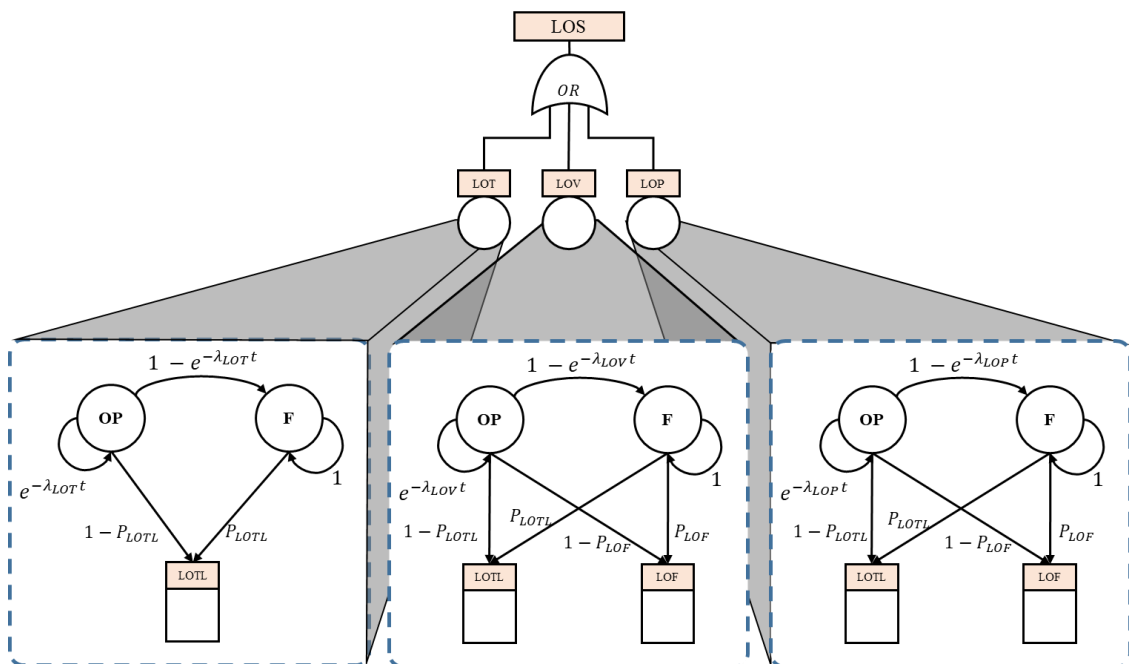 LOS
OR
LOT LOV LOP
1 − e^{−λ_{LOT}t}
OP F
e^{−λ_{LOT}t}
1
1 − P_{LOTL}
P_{LOTL}
LOTL
1 − e^{−λ_{LOV}t}
OP F
e^{−λ_{LOV}t}
1
1 − P_{LOTL}
P_{LOTL}
1 − P_{LOF}
P_{LOF}
LOTL LOF
1 − e^{−λ_{LOP}t}
OP F
e^{−λ_{LOP}t}
1
1 − P_{LOTL}
P_{LOTL}
1 − P_{LOF}
P_{LOF}
LOTL LOF